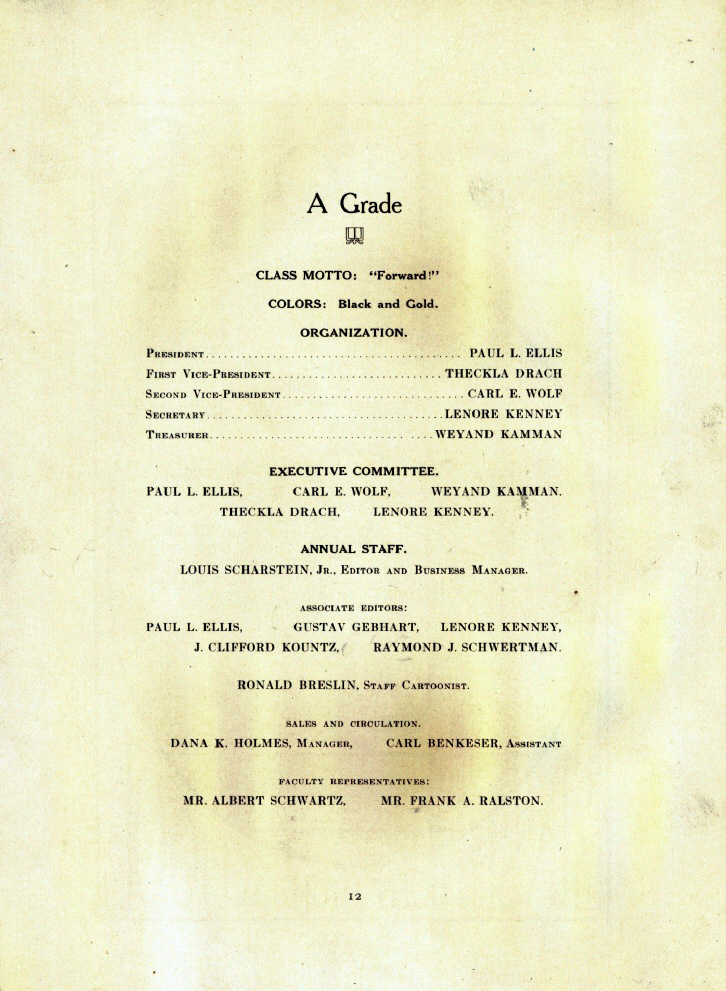 A Grade
CLASS MOTTO: "Forward!"
COLORS: Black and Gold.
ORGANIZATION.
PRESIDENT.......................................... PAUL L. ELLIS
FIRST VICE-PRESIDENT............................THECKLA DRACH
SECOND VICE-PRESIDENT..............................CARL E. WOLF
SECRETARY.......................................LENORE KENNEY
TREASURER................................ .....WEYAND KAMMAN
EXECUTIVE COMMITTEE.
PAUL L. ELLIS, CARL E. WOLF, WEYAND KAMMAN.
THECKLA DRACH, LENORE KENNEY.
ANNUAL STAFF.
LOUIS SCHARSTEIN, JR., EDITOR AND BUSINESS MANAGER.
ASSOCIATE EDITORS:
PAUL L. ELLIS, GUSTAV GEBHART, LENORE KENNEY,
J. CLIFFORD KOUNTZ, RAYMOND J. SCHWERTMAN.
RONALD BRESLIN, STAFF CARTOONIST.
SALES AND CIRCULATION.
DANA K. HOLMES, MANAGER, CARL BENKESER, ASSISTANT
FACULTY REPRESENTATIVES:
MR. ALBERT SCHWARTZ, MR. FRANK A. RALSTON.
12